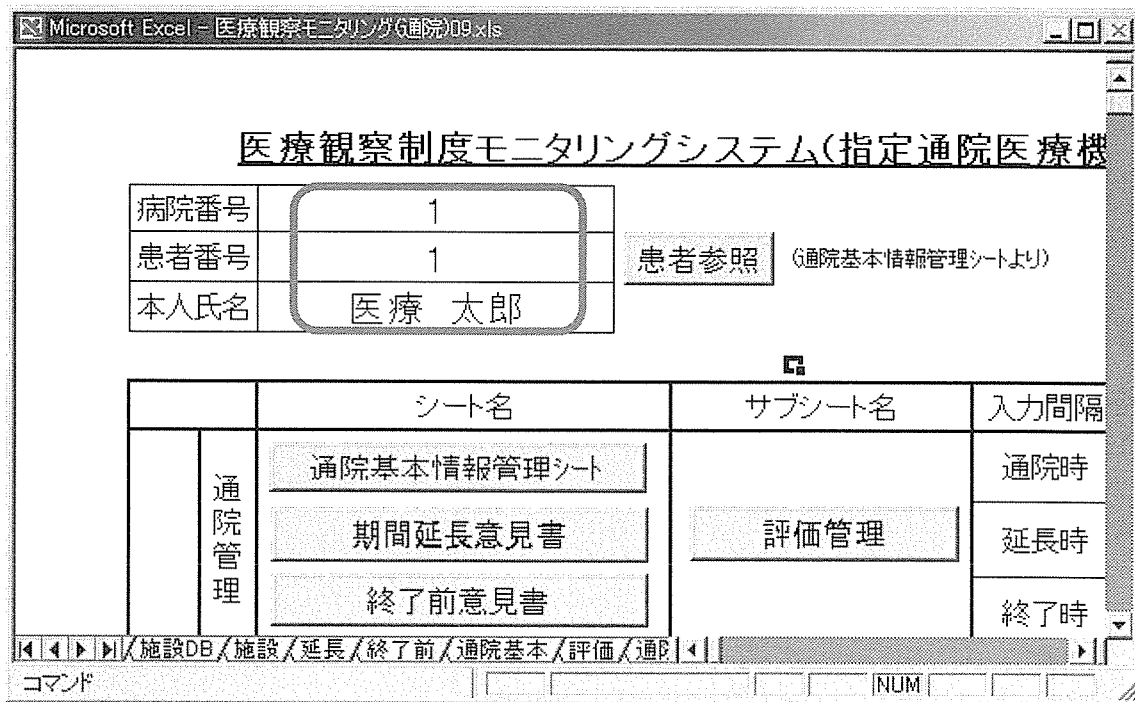 Microsoft Excel - 医療観察モニタリング(通院)09.xls
医療観察制度モニタリングシステム(指定通院医療機
病院番号 1
患者番号 1 患者参照 (通院基本情報管理シートより)
本人氏名 医療 太郎
シート名 サブシート名 入力間隔
通院管理
通院基本情報管理シート 通院時
期間延長意見書 評価管理 延長時
終了前意見書 終了時
施設DB 施設 延長 終了前 通院基本 評価 通院
コマンド NUM